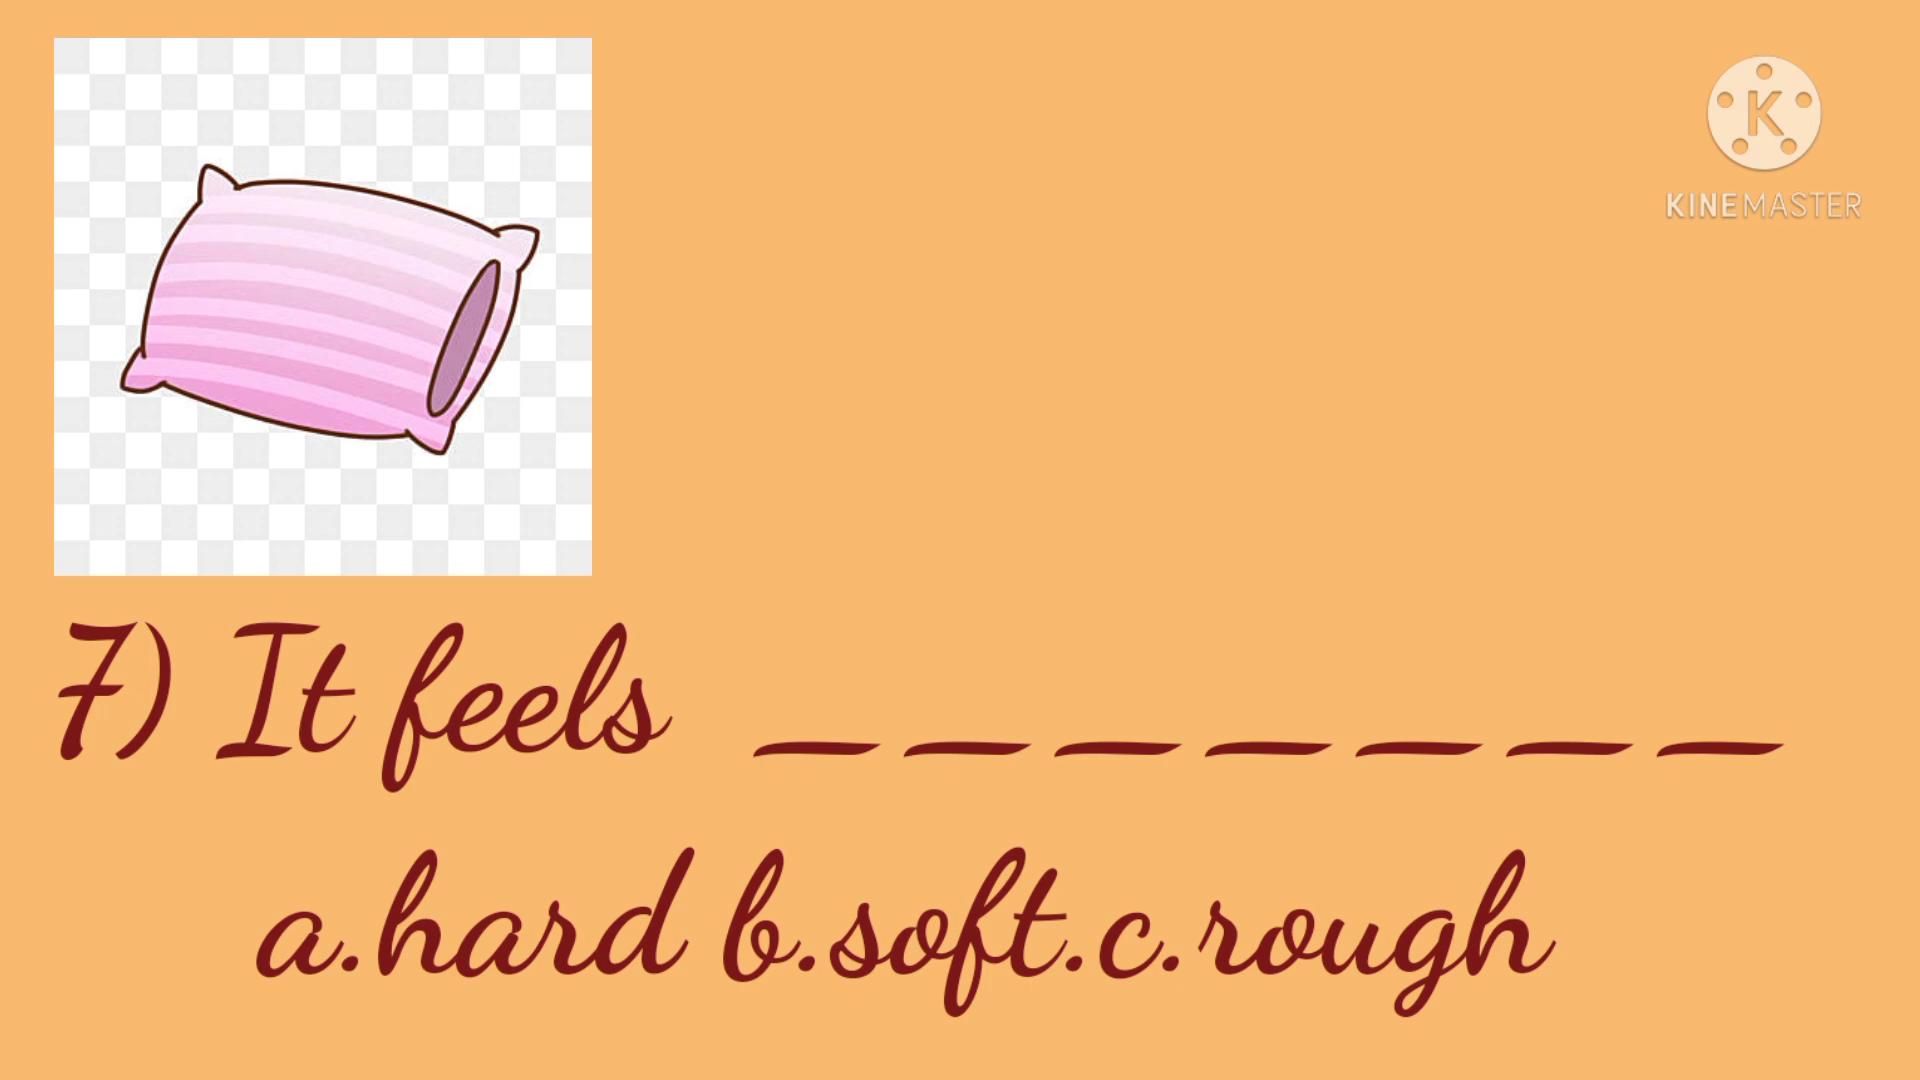 K
KINEMASTER
7) It feels _ _ _ _ _ _ _
a.hard b.soft.c.rough